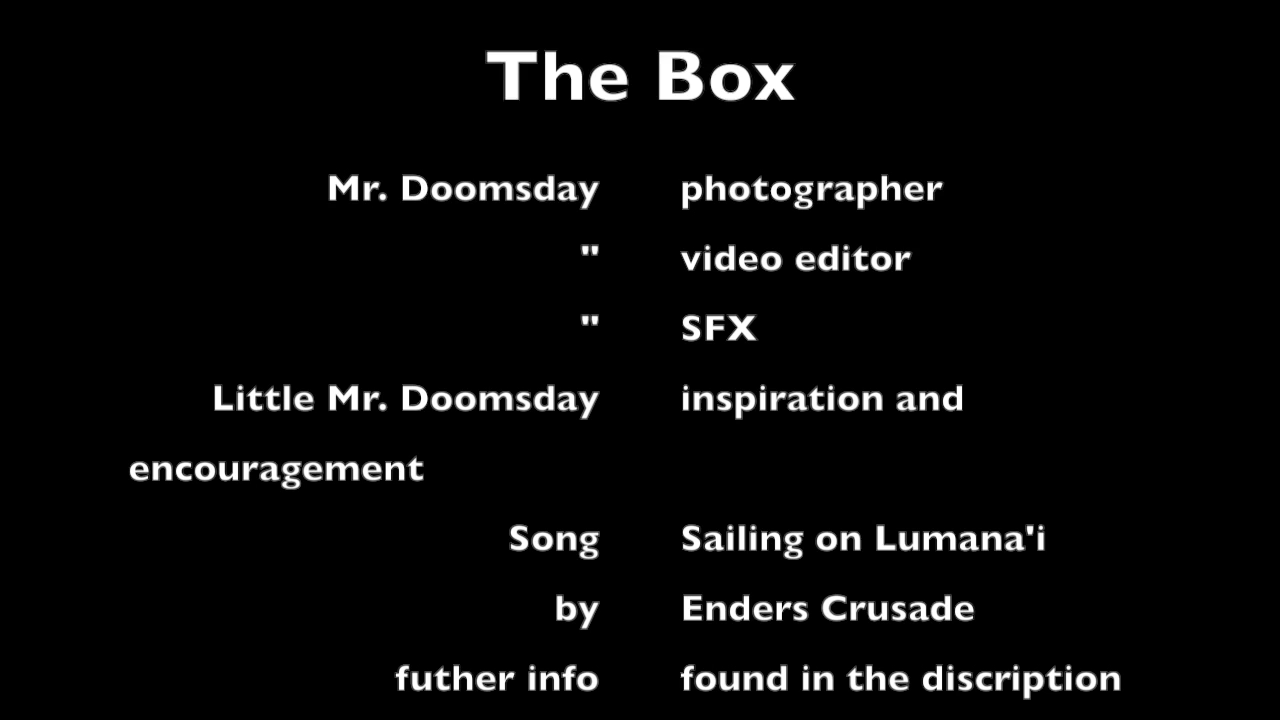 The Box
Mr. Doomsday photographer
" video editor
" SFX
Little Mr. Doomsday inspiration and
encouragement
Song Sailing on Lumana'i
by Enders Crusade
futher info found in the discription